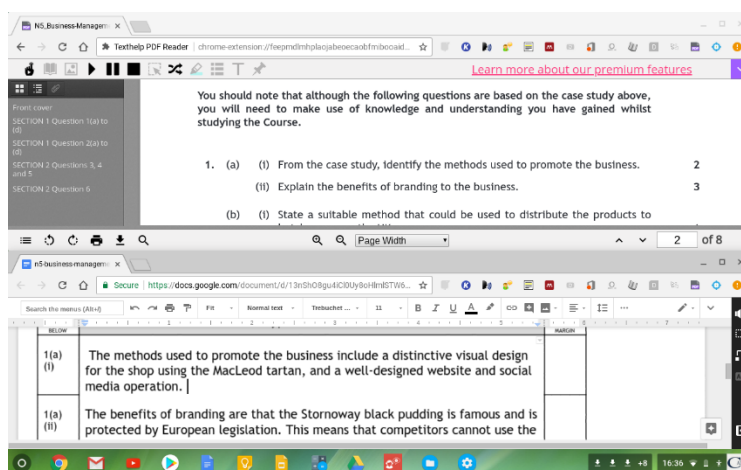 N5_Business-Managem
Texthelp PDF Reader | chrome-extension://feepmdlmhplaojabeoecaobfmibooaid...
Learn more about our premium features
Front cover
SECTION 1 Question 1(a) to
(d)
SECTION 1 Question 2(a) to
(d)
SECTION 2 Questions 3, 4
and 5
SECTION 2 Question 6
You should note that although the following questions are based on the case study above,
you will need to make use of knowledge and understanding you have gained whilst
studying the Course.
1. (a) (i) From the case study, identify the methods used to promote the business. 2
(ii) Explain the benefits of branding to the business. 3
(b) (i) State a suitable method that could be used to distribute the products to
Page Width
2 of 8
n5-business-managem
Secure | https://docs.google.com/document/d/
Search the menus (Alt+/)
Fit Normal text Trebuchet ... 11 B I U A
BELOW MARGIN
1(a) The methods used to promote the business include a distinctive visual design
(i) for the shop using the MacLeod tartan, and a well-designed website and social
media operation.
1(a) The benefits of branding are that the Stornoway black pudding is famous and is
(ii) protected by European legislation. This means that competitors cannot use the
+8 16:36